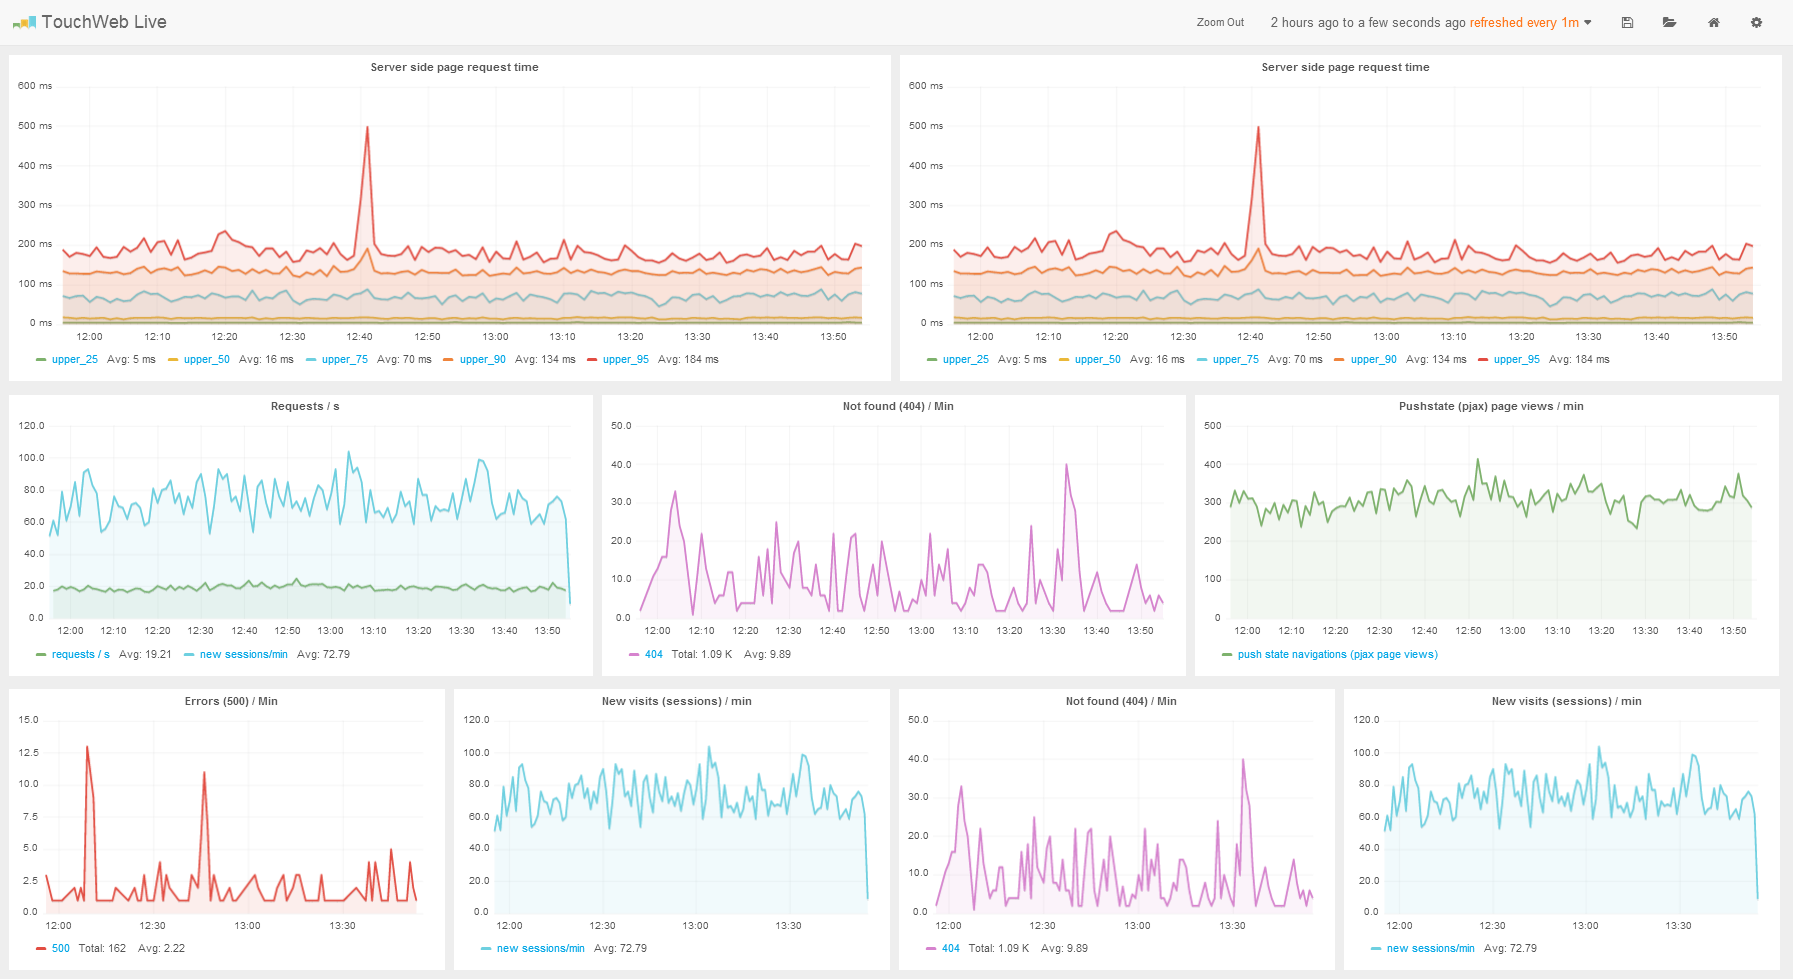 TouchWeb Live
Zoom Out 2 hours ago to a few seconds ago refreshed every 1m
Server side page request time
600 ms
500 ms
400 ms
300 ms
200 ms
100 ms
0 ms
12:00 12:10 12:20 12:30 12:40 12:50 13:00 13:10 13:20 13:30 13:40 13:50
upper_25 Avg: 5 ms upper_50 Avg: 16 ms upper_75 Avg: 70 ms upper_90 Avg: 134 ms upper_95 Avg: 184 ms
Server side page request time
600 ms
500 ms
400 ms
300 ms
200 ms
100 ms
0 ms
12:00 12:10 12:20 12:30 12:40 12:50 13:00 13:10 13:20 13:30 13:40 13:50
upper_25 Avg: 5 ms upper_50 Avg: 16 ms upper_75 Avg: 70 ms upper_90 Avg: 134 ms upper_95 Avg: 184 ms
Requests / s
120.0
100.0
80.0
60.0
40.0
20.0
0.0
12:00 12:10 12:20 12:30 12:40 12:50 13:00 13:10 13:20 13:30 13:40 13:50
requests / s Avg: 19.21 new sessions/min Avg: 72.79
Not found (404) / Min
50.0
40.0
30.0
20.0
10.0
0.0
12:00 12:10 12:20 12:30 12:40 12:50 13:00 13:10 13:20 13:30 13:40 13:50
404 Total: 1.09 K Avg: 9.89
Pushstate (pjax) page views / min
500
400
300
200
100
0
12:00 12:10 12:20 12:30 12:40 12:50 13:00 13:10 13:20 13:30 13:40 13:50
push state navigations (pjax page views)
Errors (500) / Min
15.0
12.5
10.0
7.5
5.0
2.5
0.0
12:00 12:30 13:00 13:30
500 Total: 162 Avg: 2.22
New visits (sessions) / min
120.0
100.0
80.0
60.0
40.0
20.0
0.0
12:00 12:30 13:00 13:30
new sessions/min Avg: 72.79
Not found (404) / Min
50.0
40.0
30.0
20.0
10.0
0.0
12:00 12:30 13:00 13:30
404 Total: 1.09 K Avg: 9.89
New visits (sessions) / min
120.0
100.0
80.0
60.0
40.0
20.0
0.0
12:00 12:30 13:00 13:30
new sessions/min Avg: 72.79